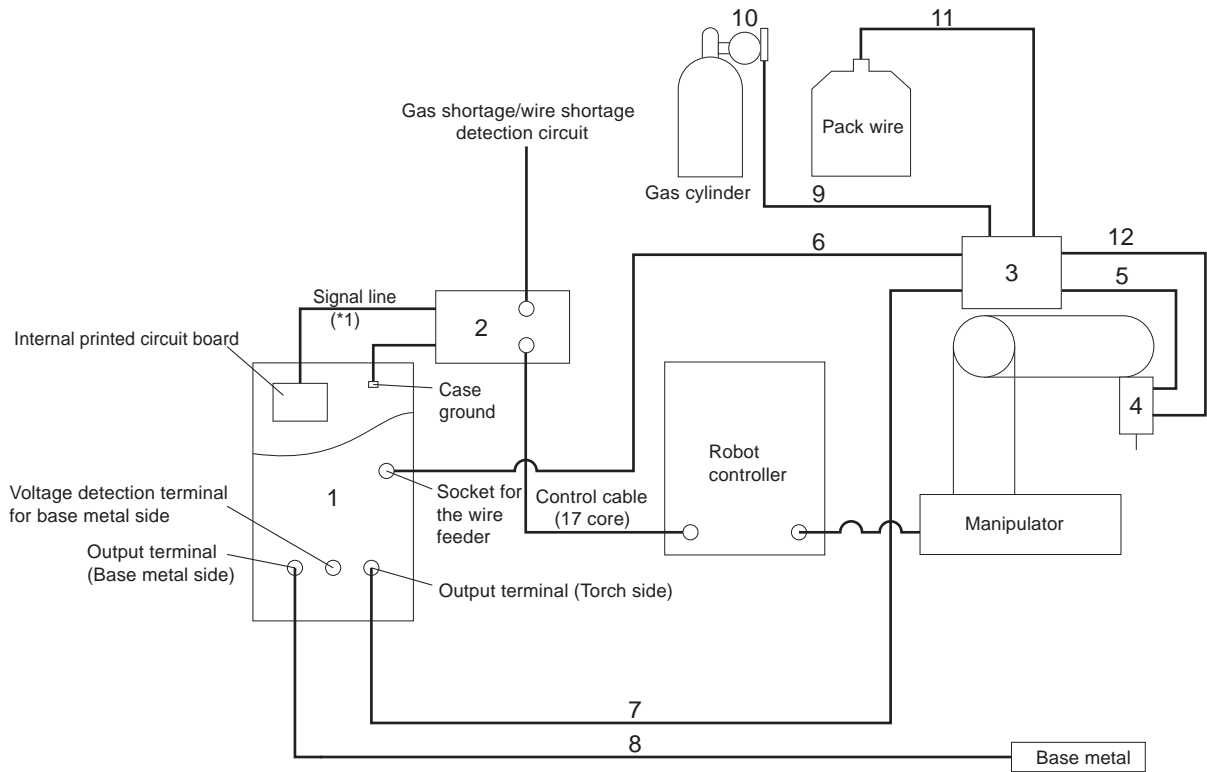 10
11
Gas shortage/wire shortage
detection circuit
Pack wire
Gas cylinder
9
6
12
3
5
Signal line
(*1)
2
Internal printed circuit board
Case
ground
4
Robot
controller
1
Voltage detection terminal
for base metal side
Socket for
the wire
feeder
Control cable
(17 core)
Manipulator
Output terminal
(Base metal side)
Output terminal (Torch side)
7
8
Base metal